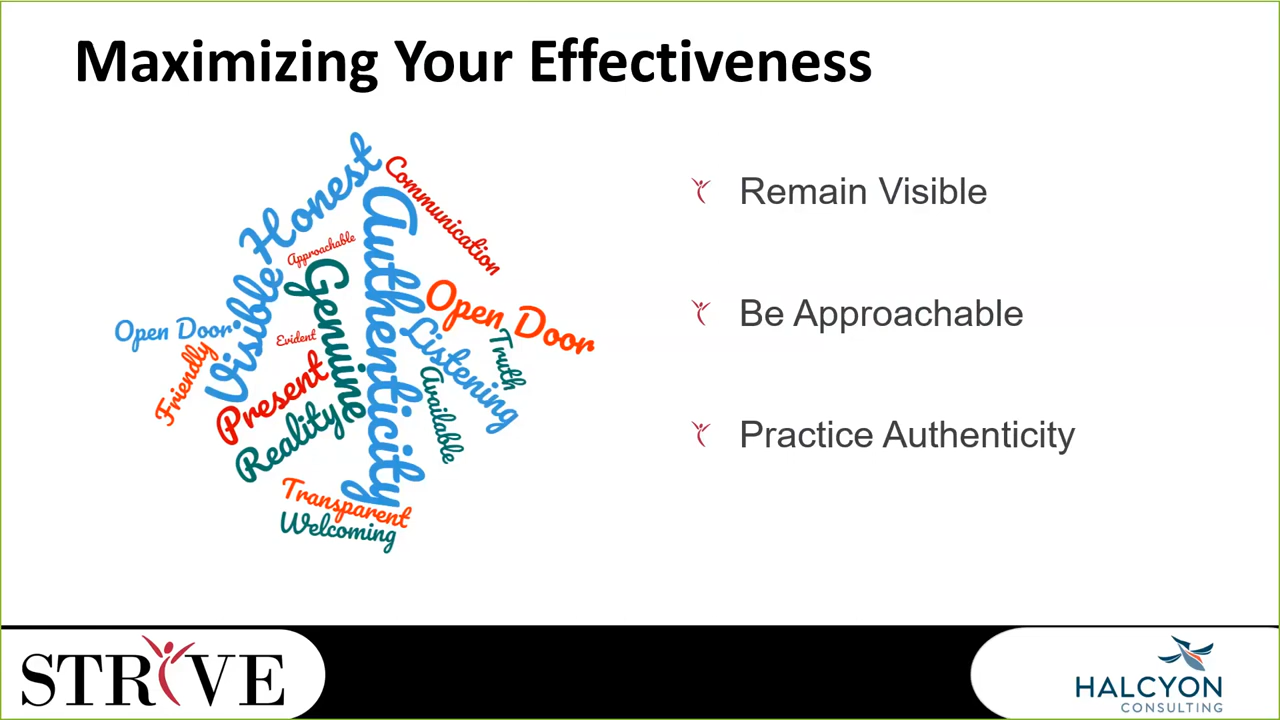 Maximizing Your Effectiveness
Honest
Communication
Authenticity
Approachable
Genuine
Visible
Open Door
Open Door
Listening
Truth
Evident
Friendly
Present
Available
Reality
Transparent
Welcoming
Remain Visible
Be Approachable
Practice Authenticity
STRIVE
HALCYON
CONSULTING